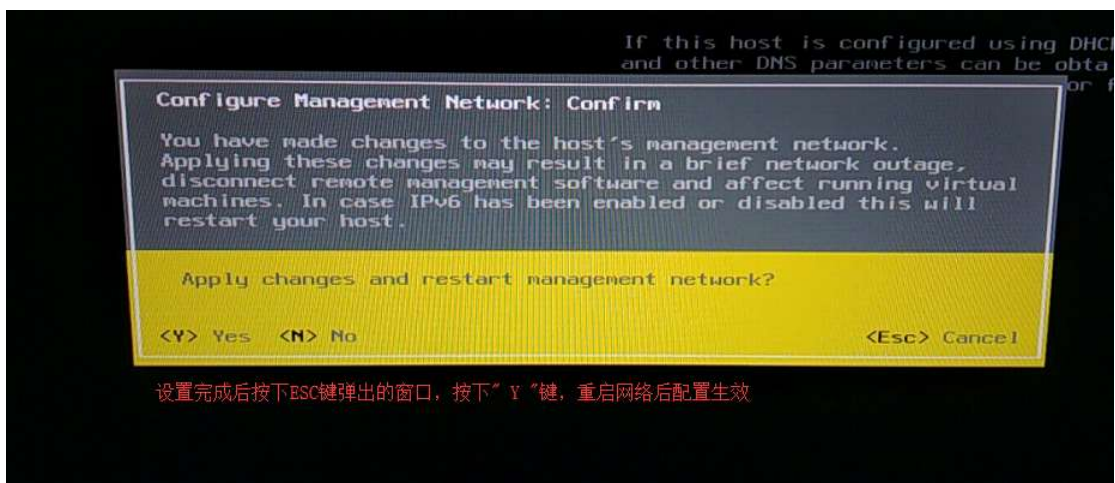 If this host is configured using DHC
and other DNS parameters can be obta
or f
Configure Management Network: Confirm
You have made changes to the host's management network.
Applying these changes may result in a brief network outage,
disconnect remote management software and affect running virtual
machines. In case IPv6 has been enabled or disabled this will
restart your host.
Apply changes and restart management network?
<Y> Yes <N> No <Esc> Cancel
设置完成后按下ESC键弹出的窗口，按下" Y "键，重启网络后配置生效